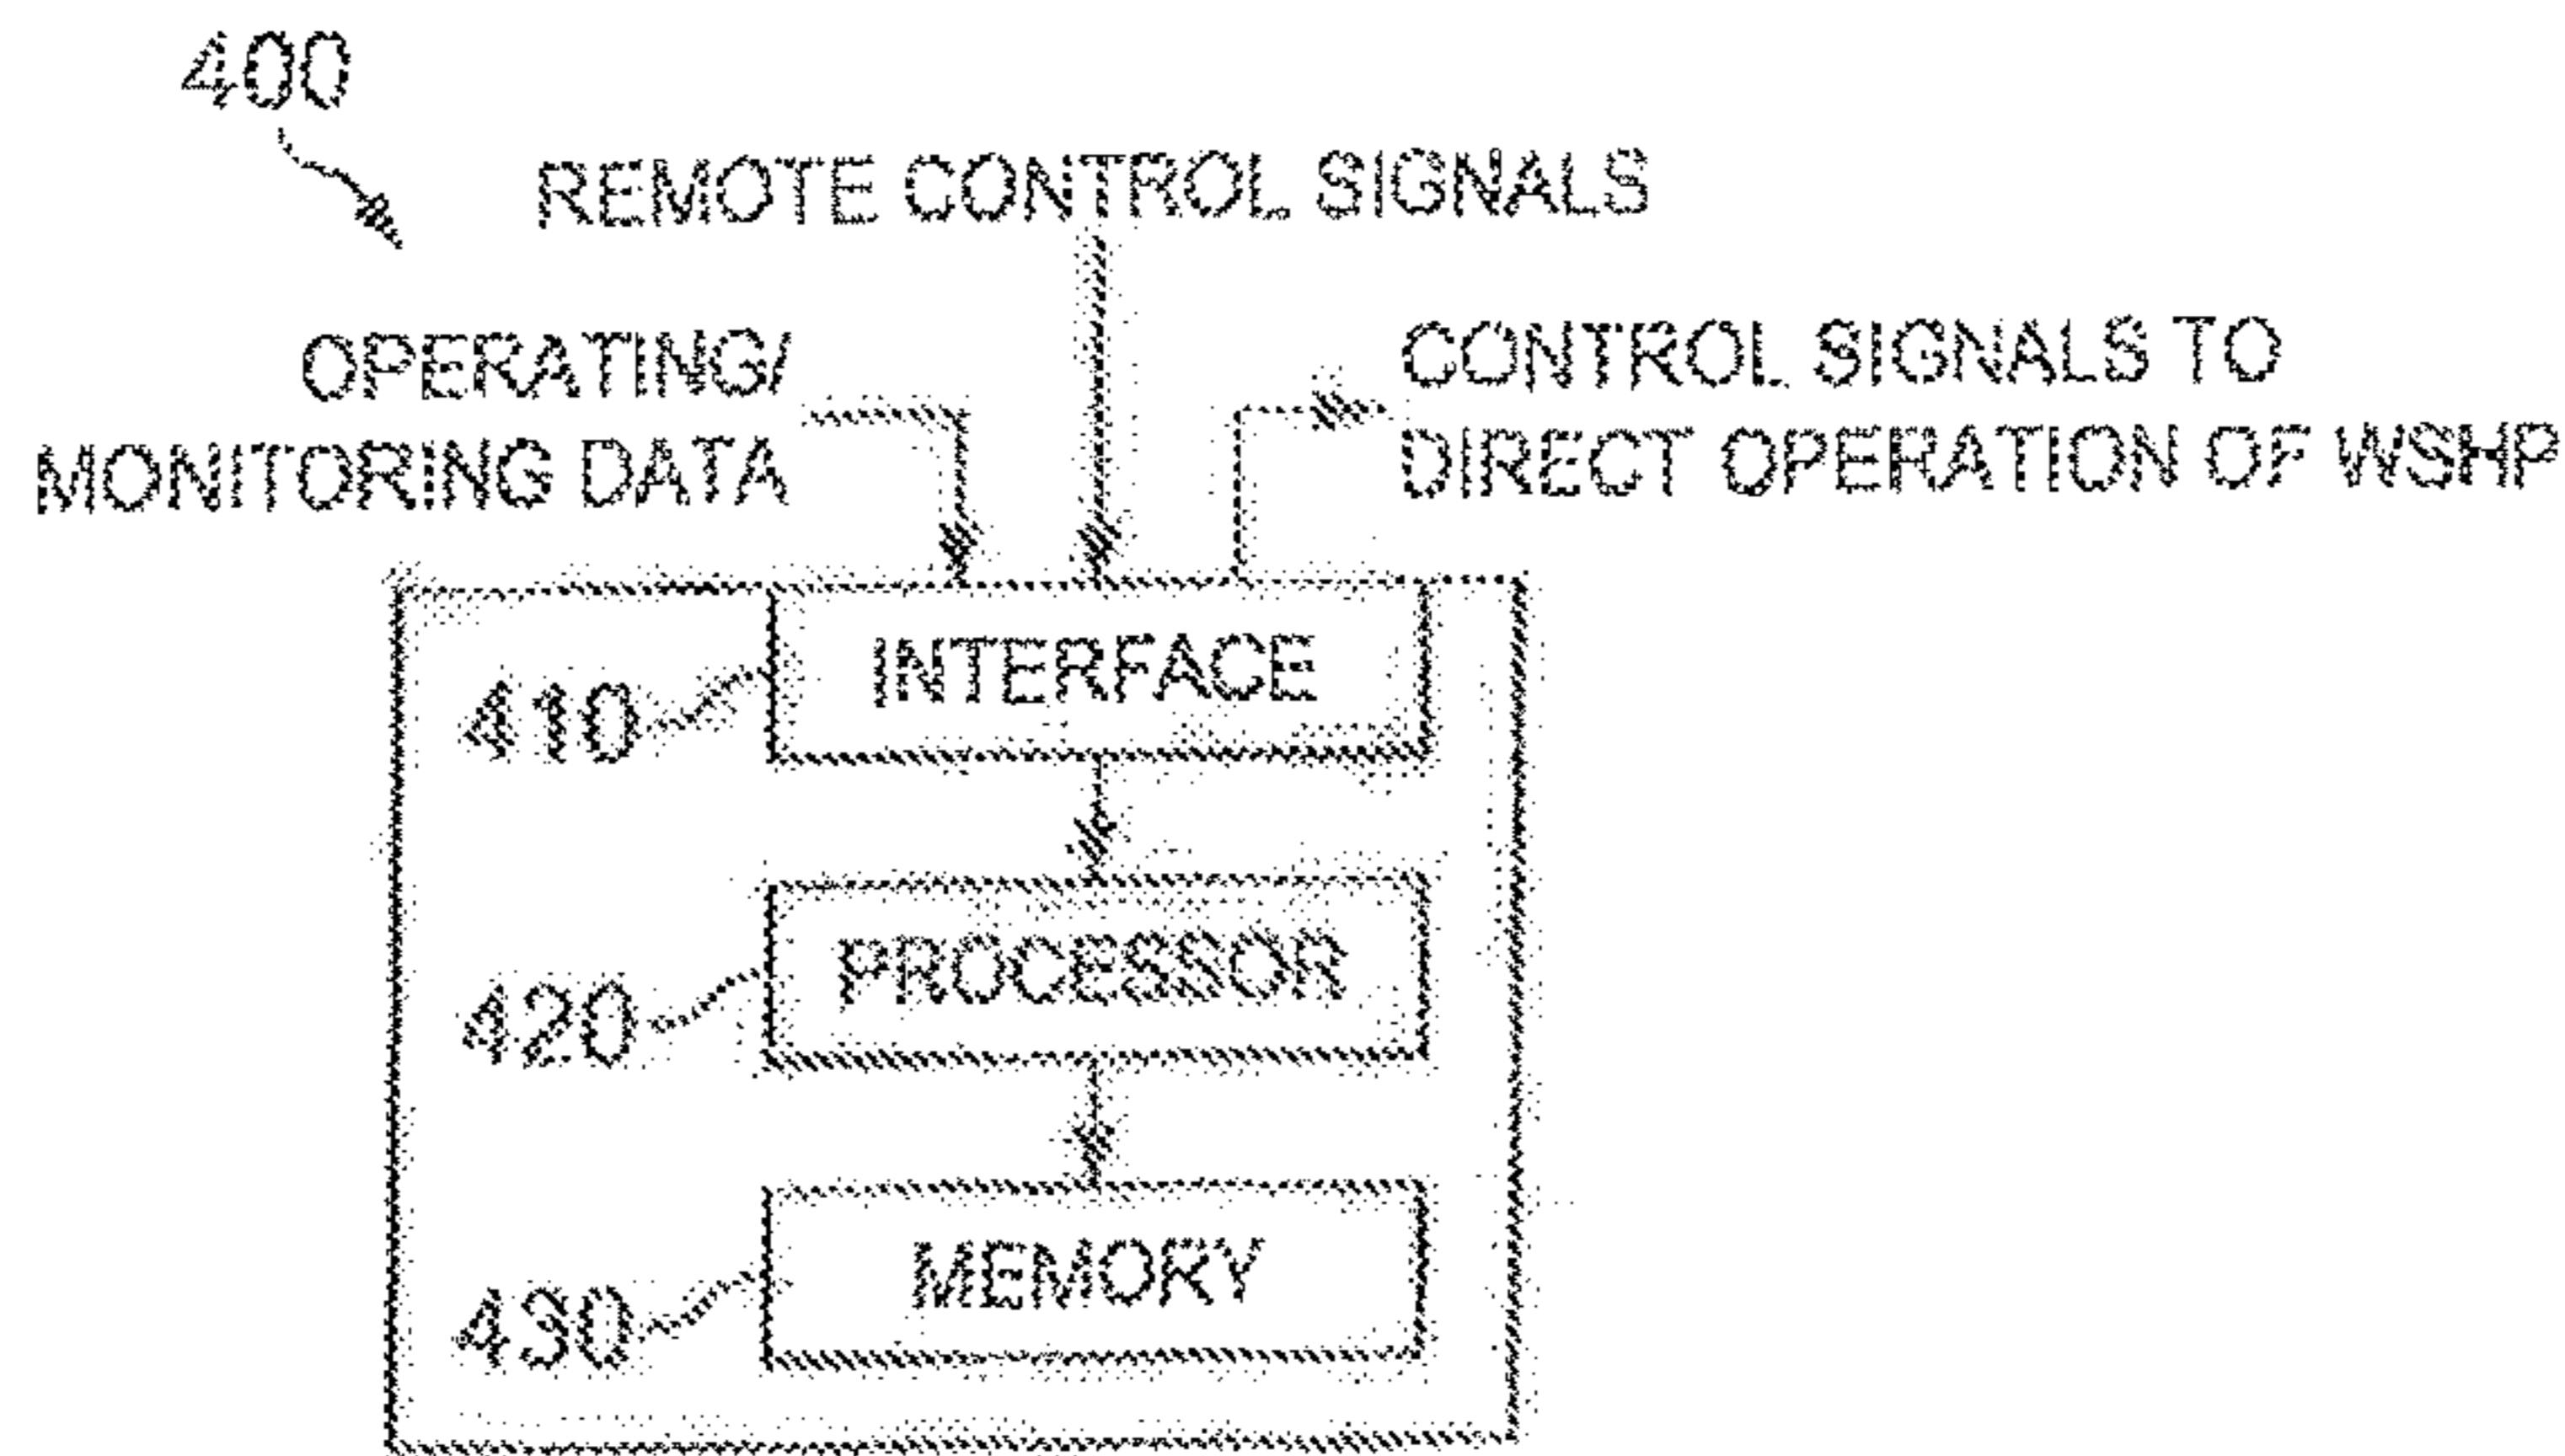 400
REMOTE CONTROL SIGNALS
OPERATING/
MONITORING DATA
CONTROL SIGNALS TO
DIRECT OPERATION OF WSHP
INTERFACE
410
PROCESSOR
420
MEMORY
430